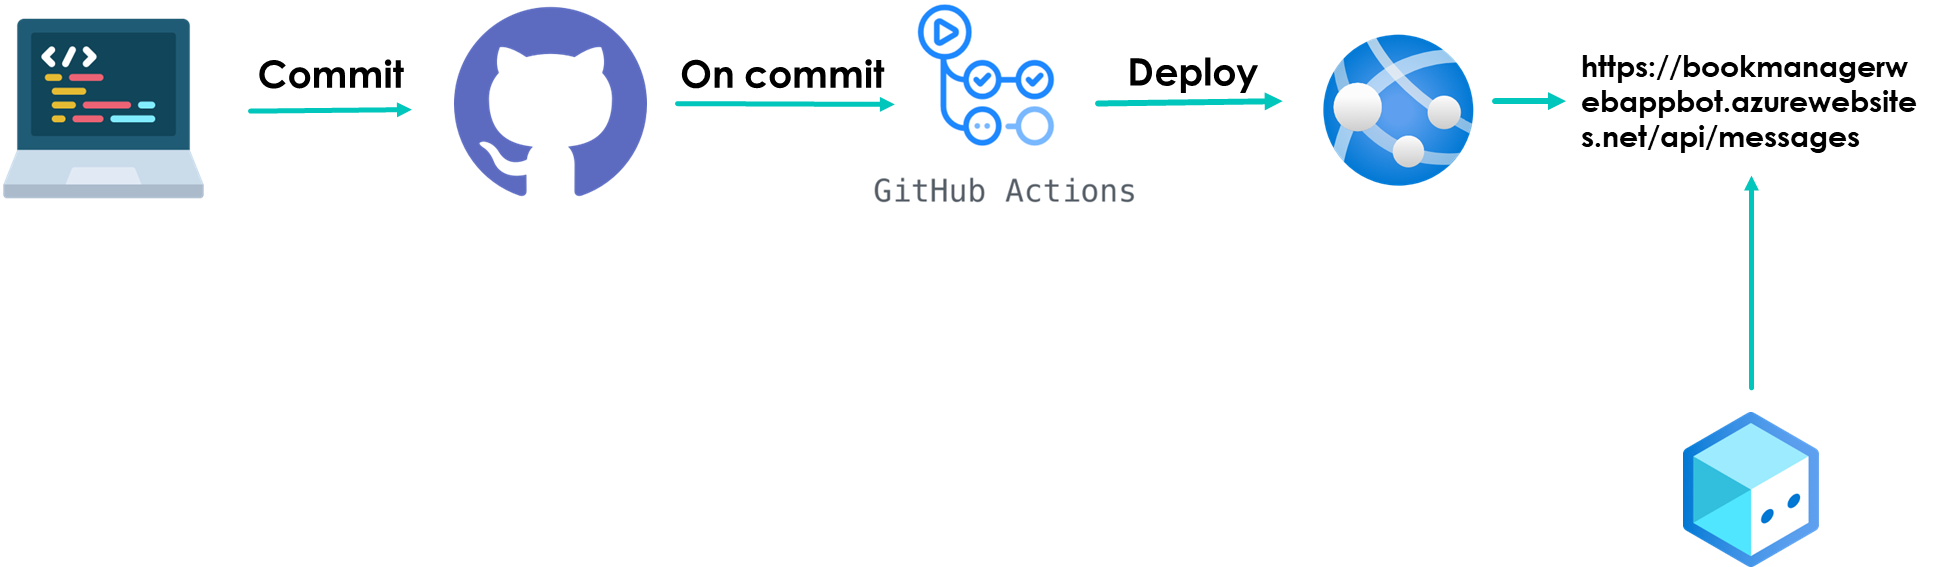 </>
Commit
On commit
Deploy
GitHub Actions
https://bookmanagerw
ebappbot.azurewebsite
s.net/api/messages